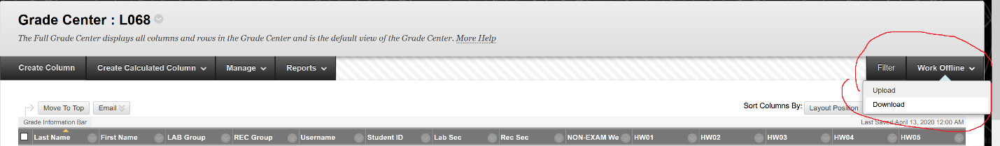 Grade Center : L068
The Full Grade Center displays all columns and rows in the Grade Center and is the default view of the Grade Center. More Help
Create Column Create Calculated Column Manage Reports Filter Work Offline
Upload
Download
Move To Top Email Sort Columns By: Layout Position
Grade Information Bar Last Saved:April 13, 2020 12:00 AM
Last Name First Name LAB Group REC Group Username Student ID Lab Sec Rec Sec NON-EXAM We HW01 HW02 HW03 HW04 HW05